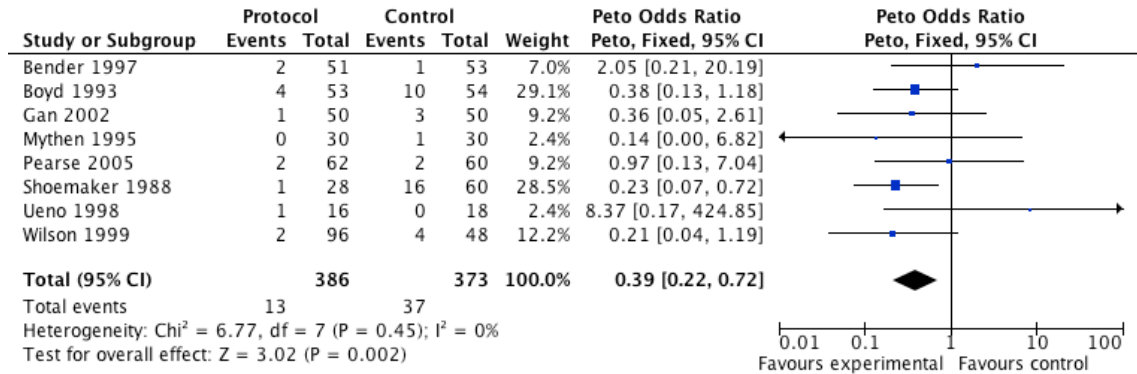 Protocol Control Peto Odds Ratio Peto Odds Ratio
Study or Subgroup Events Total Events Total Weight Peto, Fixed, 95% CI Peto, Fixed, 95% CI
Bender 1997 2 51 1 53 7.0% 2.05 [0.21, 20.19]
Boyd 1993 4 53 10 54 29.1% 0.38 [0.13, 1.18]
Gan 2002 1 50 3 50 9.2% 0.36 [0.05, 2.61]
Mythen 1995 0 30 1 30 2.4% 0.14 [0.00, 6.82]
Pearse 2005 2 62 2 60 9.2% 0.97 [0.13, 7.04]
Shoemaker 1988 1 28 16 60 28.5% 0.23 [0.07, 0.72]
Ueno 1998 1 16 0 18 2.4% 8.37 [0.17, 424.85]
Wilson 1999 2 96 4 48 12.2% 0.21 [0.04, 1.19]
Total (95% CI) 386 373 100.0% 0.39 [0.22, 0.72]
Total events 13 37
Heterogeneity: Chi² = 6.77, df = 7 (P = 0.45); I² = 0%
Test for overall effect: Z = 3.02 (P = 0.002)
0.01 0.1 1 10 100
Favours experimental Favours control